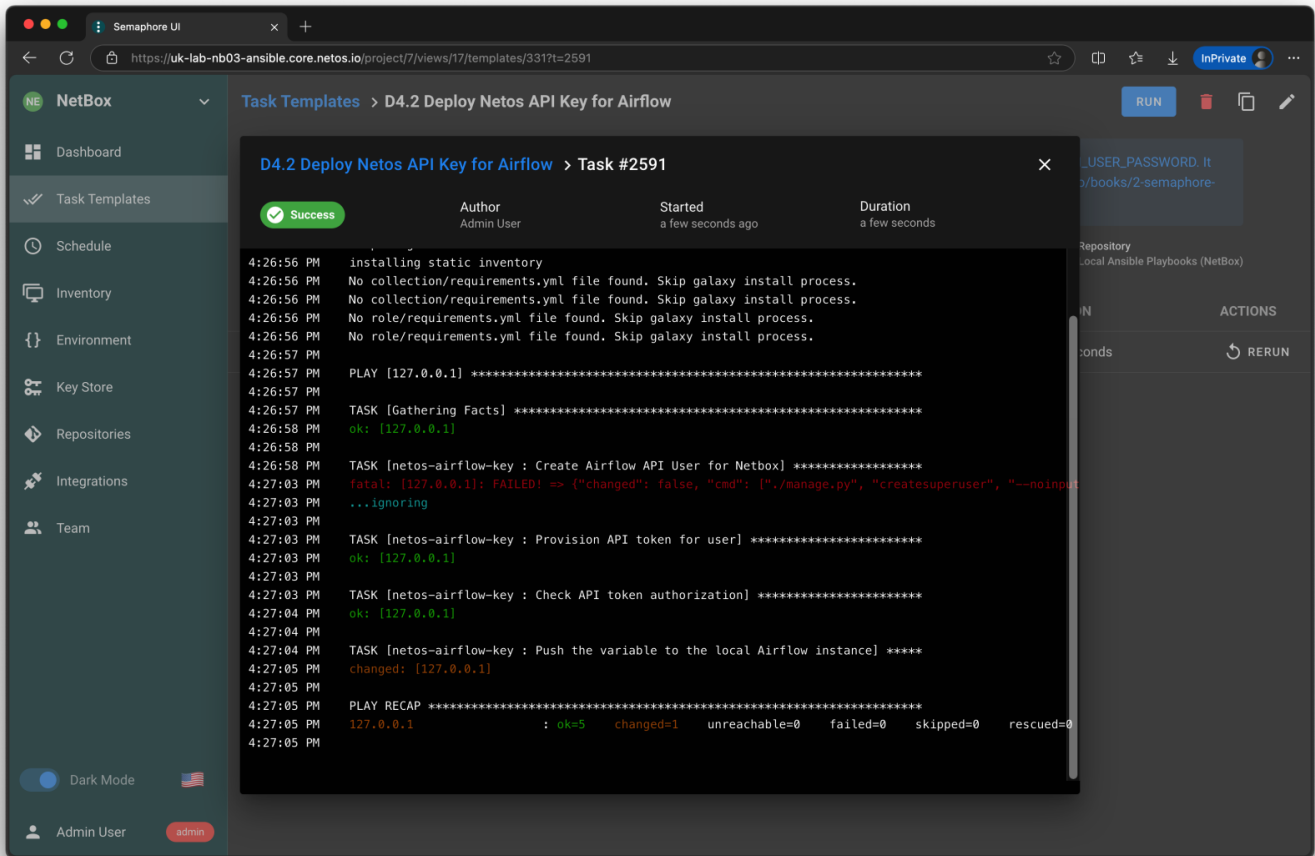 Semaphore UI
https://uk-lab-nb03-ansible.core.netos.io/project/7/views/17/templates/331?t=2591
InPrivate
NE NetBox
Task Templates > D4.2 Deploy Netos API Key for Airflow
RUN
Dashboard
Task Templates
Schedule
Inventory
Environment
Key Store
Repositories
Integrations
Team
Dark Mode
Admin User admin
_USER_PASSWORD. It
o/books/2-semaphore-
Repository
Local Ansible Playbooks (NetBox)
ACTIONS
RERUN
D4.2 Deploy Netos API Key for Airflow > Task #2591
Success
Author
Admin User
Started
a few seconds ago
Duration
a few seconds
4:26:56 PM installing static inventory
4:26:56 PM No collection/requirements.yml file found. Skip galaxy install process.
4:26:56 PM No collection/requirements.yml file found. Skip galaxy install process.
4:26:56 PM No role/requirements.yml file found. Skip galaxy install process.
4:26:56 PM No role/requirements.yml file found. Skip galaxy install process.
4:26:57 PM
4:26:57 PM PLAY [127.0.0.1] ***************************************************************
4:26:57 PM
4:26:57 PM TASK [Gathering Facts] *********************************************************
4:26:58 PM ok: [127.0.0.1]
4:26:58 PM
4:26:58 PM TASK [netos-airflow-key : Create Airflow API User for Netbox] ******************
4:27:03 PM fatal: [127.0.0.1]: FAILED! => {"changed": false, "cmd": ["./manage.py", "createsuperuser", "--noinput
4:27:03 PM ...ignoring
4:27:03 PM
4:27:03 PM TASK [netos-airflow-key : Provision API token for user] ************************
4:27:03 PM ok: [127.0.0.1]
4:27:03 PM
4:27:03 PM TASK [netos-airflow-key : Check API token authorization] ***********************
4:27:04 PM ok: [127.0.0.1]
4:27:04 PM
4:27:04 PM TASK [netos-airflow-key : Push the variable to the local Airflow instance] *****
4:27:05 PM changed: [127.0.0.1]
4:27:05 PM
4:27:05 PM PLAY RECAP *********************************************************************
4:27:05 PM 127.0.0.1 : ok=5 changed=1 unreachable=0 failed=0 skipped=0 rescued=0
4:27:05 PM